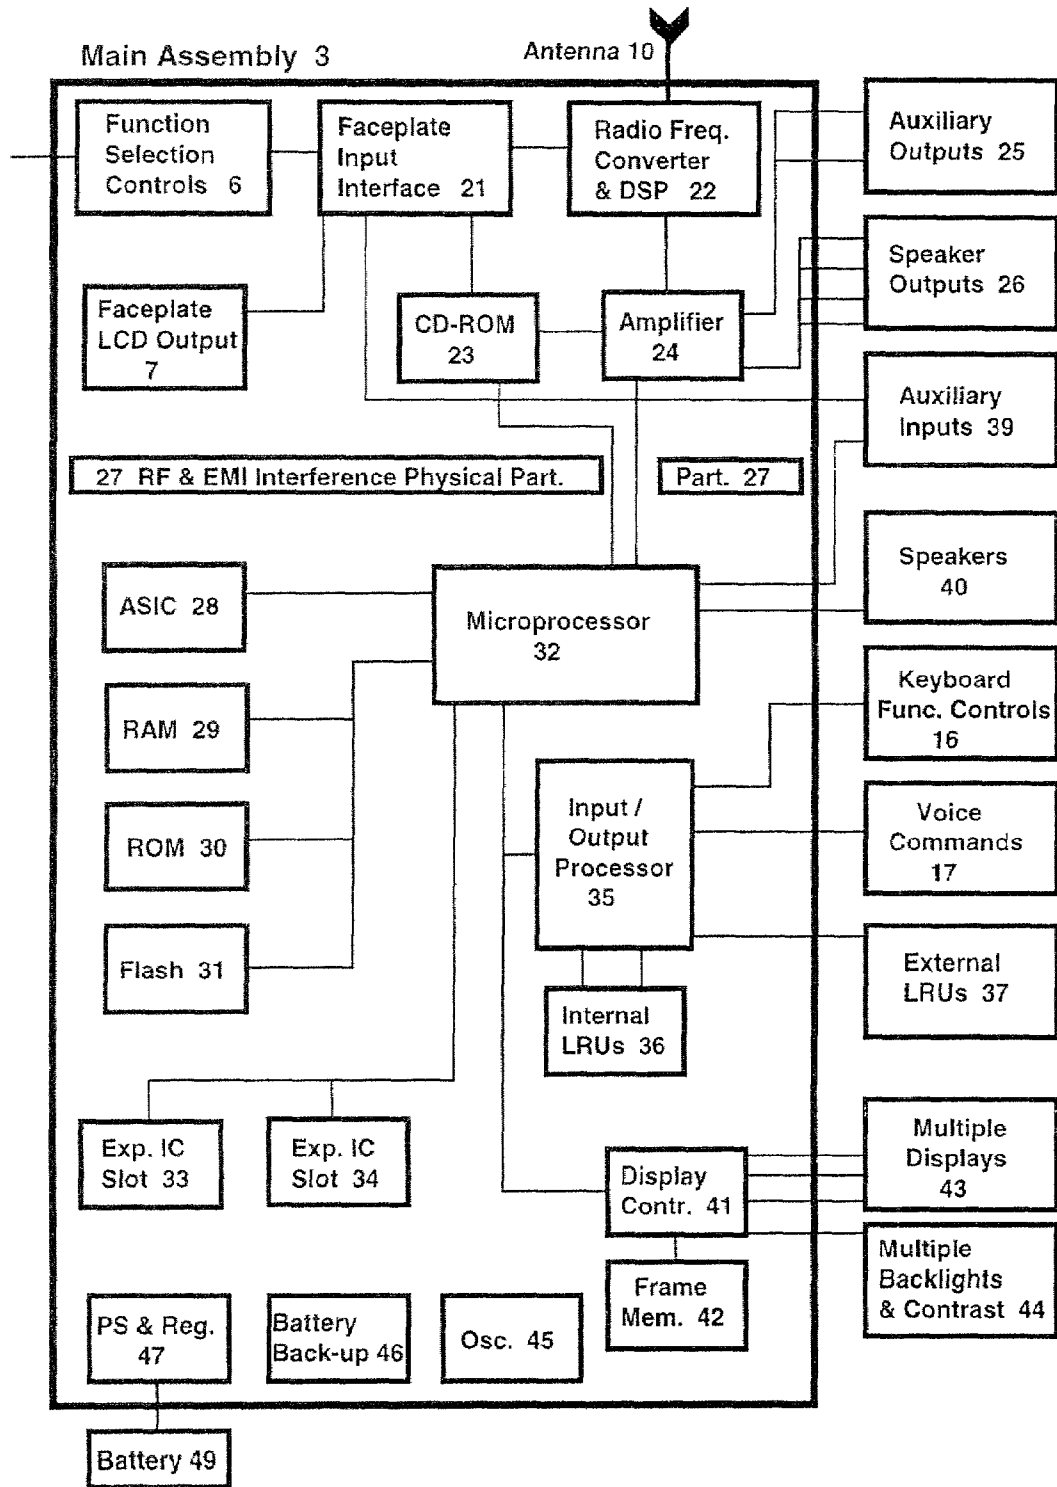 Antenna 10
Main Assembly 3
Function
Selection
Controls 6
Faceplate
Input
Interface 21
Radio Freq.
Converter
& DSP 22
Auxiliary
Outputs 25
Speaker
Outputs 26
Faceplate
LCD Output
7
CD-ROM
23
Amplifier
24
Auxiliary
Inputs 39
27 RF & EMI Interference Physical Part.
Part. 27
Speakers
40
ASIC 28
Microprocessor
32
Keyboard
Func. Controls
16
RAM 29
Input /
Output
Processor
35
Voice
Commands
17
ROM 30
Flash 31
External
LRUs 37
Internal
LRUs 36
Exp. IC
Slot 33
Exp. IC
Slot 34
Display
Contr. 41
Multiple
Displays
43
Multiple
Backlights
& Contrast 44
Frame
Mem. 42
PS & Reg.
47
Battery
Back-up 46
Osc. 45
Battery 49